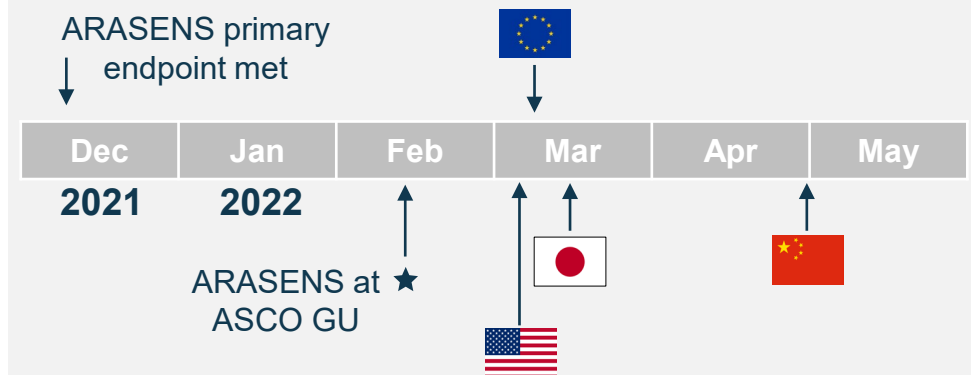 ARASENS primary
endpoint met
Dec Jan Feb Mar Apr May
2021 2022
ARASENS at
ASCO GU